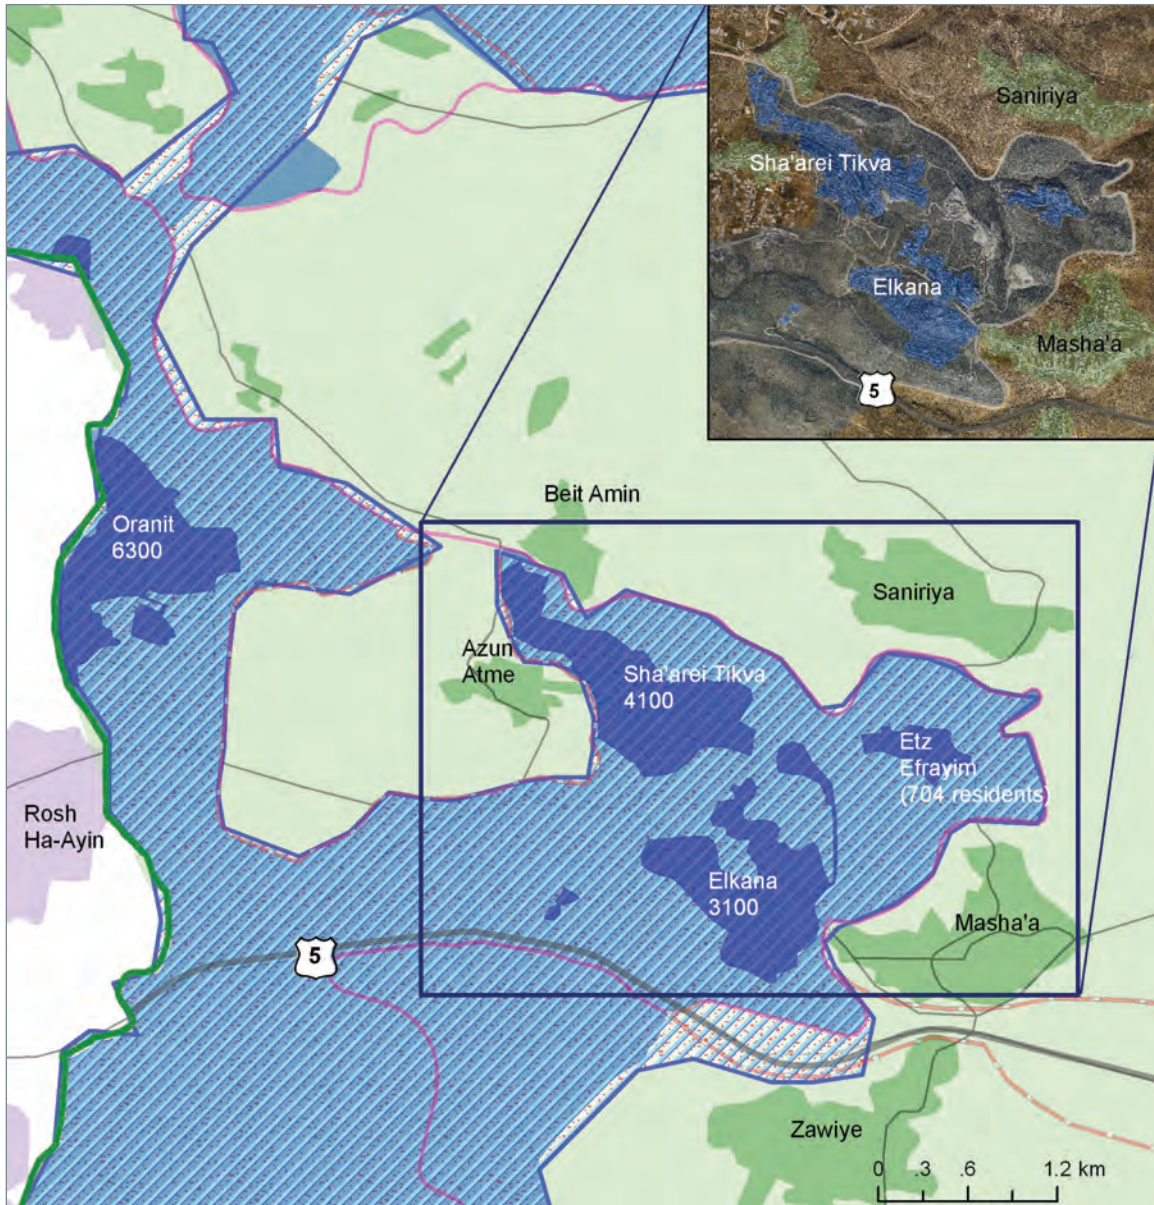 Saniriya
Sha'arei Tikva
Elkana
Masha'a
5
Beit Amin
Oranit
6300
Saniriya
Azun
Atme
Sha'arei Tikva
4100
Etz
Efrayim
(704 residents)
Rosh
Ha-Ayin
Elkana
3100
Masha'a
5
Zawiye
0 .3 .6 1.2 km